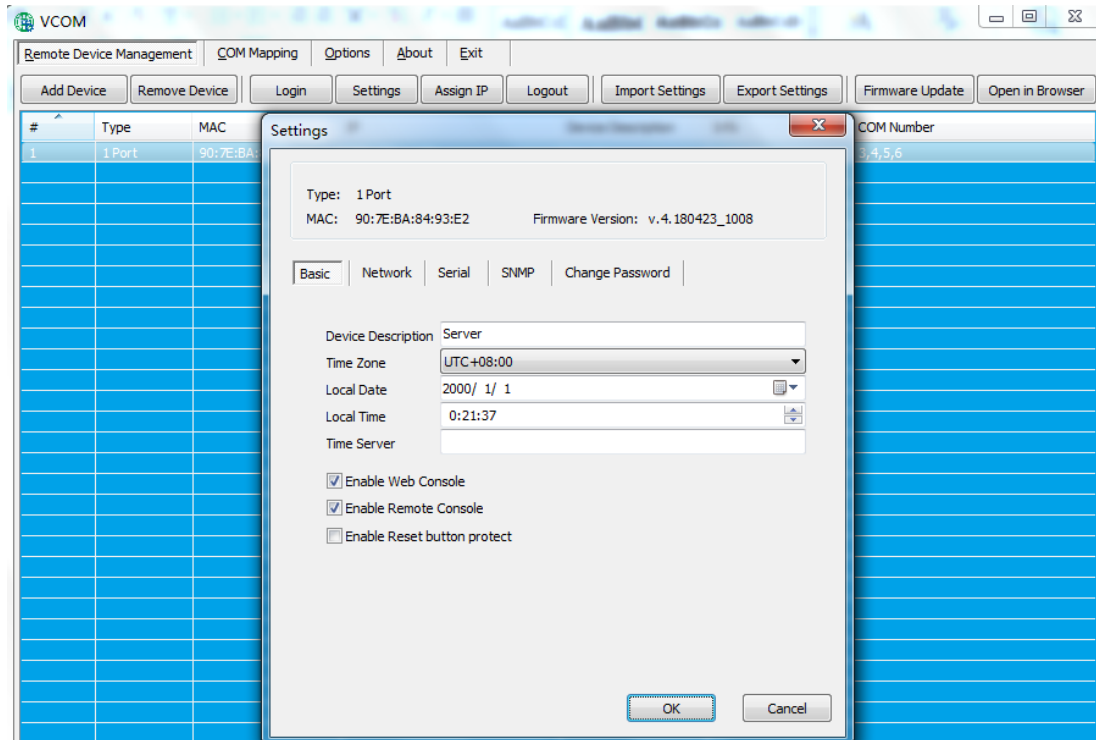 VCOM
Remote Device Management COM Mapping Options About Exit
Add Device Remove Device Login Settings Assign IP Logout Import Settings Export Settings Firmware Update Open in Browser
# Type MAC COM Number
1 1 Port 90:7E:BA: 3,4,5,6
Settings
Type: 1 Port
MAC: 90:7E:BA:84:93:E2 Firmware Version: v.4.180423_1008
Basic Network Serial SNMP Change Password
Device Description Server
Time Zone UTC+08:00
Local Date 2000/ 1/ 1
Local Time 0:21:37
Time Server
Enable Web Console
Enable Remote Console
Enable Reset button protect
OK Cancel